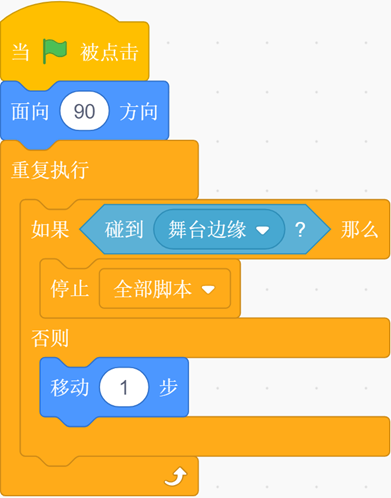 当 被点击
面向 90 方向
重复执行
如果 碰到 舞台边缘 ? 那么
停止 全部脚本
否则
移动 1 步